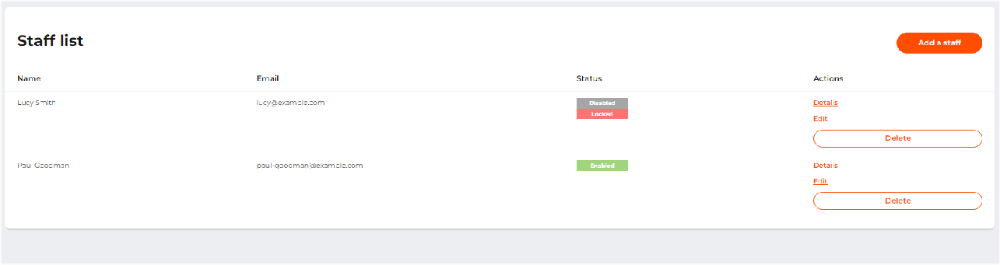 Staff list
Add a staff
Name Email Status Actions
Lucy Smith lucy@example.com Disabled Details
Locked
Edit
Delete
Paul Goodman paul-goodman@example.com Enabled Details
Edit
Delete